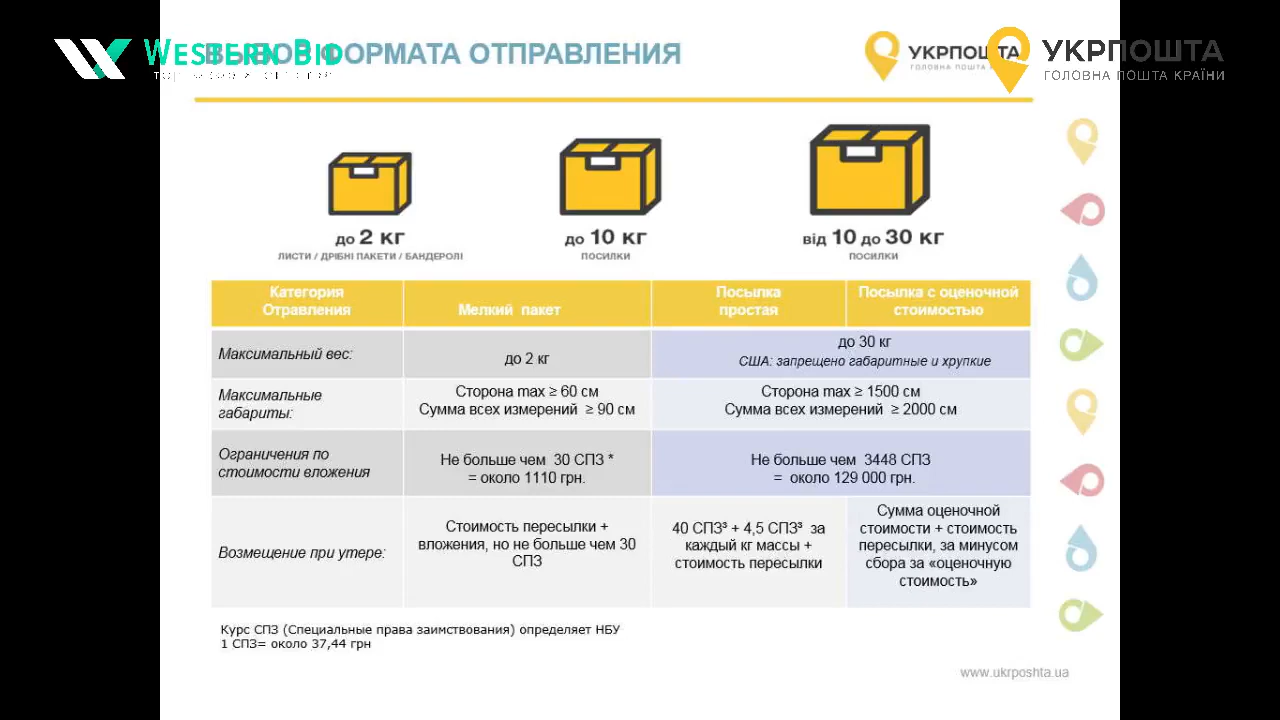 WESTERN BID
ФОРМАТА ОТПРАВЛЕНИЯ
УКРПОШТА
ГОЛОВНА ПОШТА
УКРПОШТА
ГОЛОВНА ПОШТА КРАЇНИ
до 2 кг
ЛИСТИ / ДРІБНІ ПАКЕТИ / БАНДЕРОЛІ
до 10 кг
ПОСИЛКИ
від 10 до 30 кг
ПОСИЛКИ
Категория
Отравления
Мелкий пакет
Посылка
простая
Посылка с оценочной
стоимостью
Максимальный вес:
до 2 кг
до 30 кг
США: запрещено габаритные и хрупкие
Максимальные
габариты:
Сторона max ≥ 60 см
Сумма всех измерений ≥ 90 см
Сторона max ≥ 1500 см
Сумма всех измерений ≥ 2000 см
Ограничения по
стоимости вложения
Не больше чем 30 СПЗ *
= около 1110 грн.
Не больше чем 3448 СПЗ
= около 129 000 грн.
Возмещение при утере:
Стоимость пересылки +
вложения, но не больше чем 30
СПЗ
40 СПЗ³ + 4,5 СПЗ³ за
каждый кг массы +
стоимость пересылки
Сумма оценочной
стоимости + стоимость
пересылки, за минусом
сбора за «оценочную
стоимость»
Курс СПЗ (Специальные права заимствования) определяет НБУ
1 СПЗ= около 37,44 грн
www.ukrposhta.ua